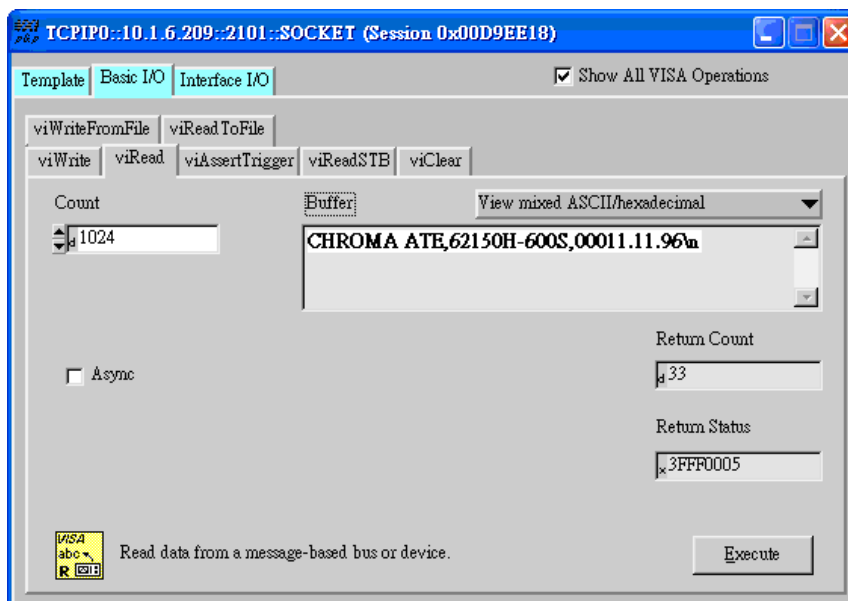 TCPIP0::10.1.6.209::2101::SOCKET (Session 0x00D9EE18)
Template Basic I/O Interface I/O Show All VISA Operations
viWriteFromFile viReadToFile
viWrite viRead viAssertTrigger viReadSTB viClear
Count Buffer View mixed ASCII/hexadecimal
d 1024 CHROMA ATE,62150H-600S,00011.11.96\n
Return Count
Async d 33
Return Status
x 3FFF0005
VISA
abc
R
Read data from a message-based bus or device. Execute